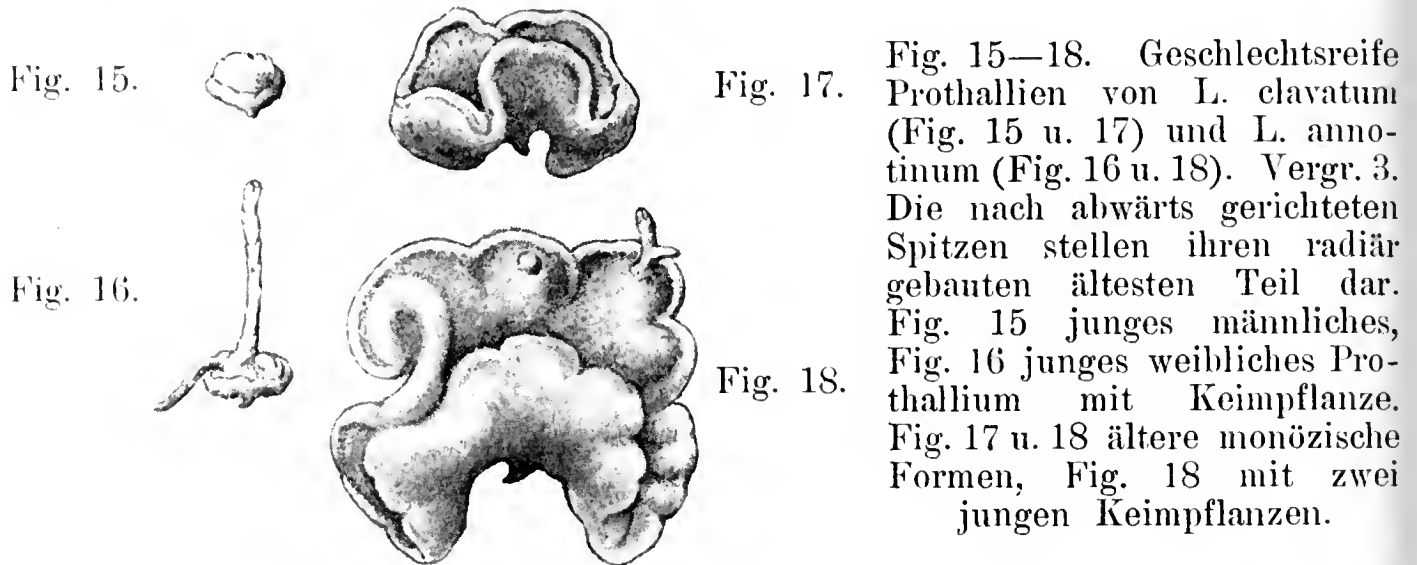 Fig. 15.
Fig. 16.
Fig. 17.
Fig. 18.
Fig. 15—18. Geschlechtsreife
Prothallien von L. clavatum
(Fig. 15 u. 17) und L. anno-
tinum (Fig. 16 u. 18). Vergr. 3.
Die nach abwärts gerichteten
Spitzen stellen ihren radiär
gebauten ältesten Teil dar.
Fig. 15 junges männliches,
Fig. 16 junges weibliches Pro-
thallium mit Keimpflanze.
Fig. 17 u. 18 ältere monözische
Formen, Fig. 18 mit zwei
jungen Keimpflanzen.